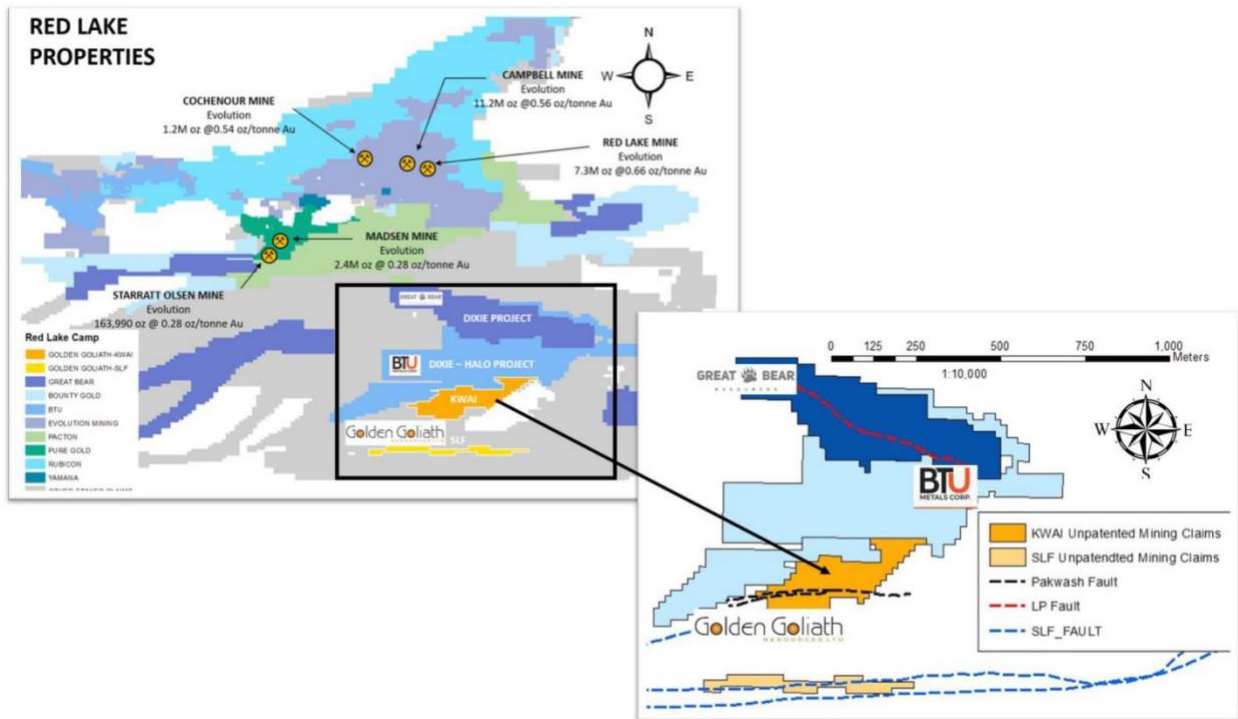 RED LAKE
PROPERTIES
N
W E
S
CAMPBELL MINE
Evolution
11.2M oz @0.56 oz/tonne Au
COCHENOUR MINE
Evolution
1.2M oz @0.54 oz/tonne Au
RED LAKE MINE
Evolution
7.3M oz @0.66 oz/tonne Au
MADSEN MINE
Evolution
2.4M oz @ 0.28 oz/tonne Au
STARRATT OLSEN MINE
Evolution
163,990 oz @ 0.28 oz/tonne Au
GREAT BEAR
DIXIE PROJECT
BTU
METALS CORP.
DIXIE – HALO PROJECT
KWAI
Golden Goliath
SLF
Red Lake Camp
GOLDEN GOLIATH-KWAI
GOLDEN GOLIATH-SLF
GREAT BEAR
BOUNTY GOLD
BTU
EVOLUTION MINING
PACTON
PURE GOLD
RUBICON
YAMANA
0 125 250 500 750 1,000
Meters
1:10,000
GREAT BEAR
RESOURCES
N
W E
S
BTU
METALS CORP.
Golden Goliath
RESOURCES LTD
KWAI Unpatented Mining Claims
SLF Unpatendted Mining Claims
Pakwash Fault
LP Fault
SLF_FAULT